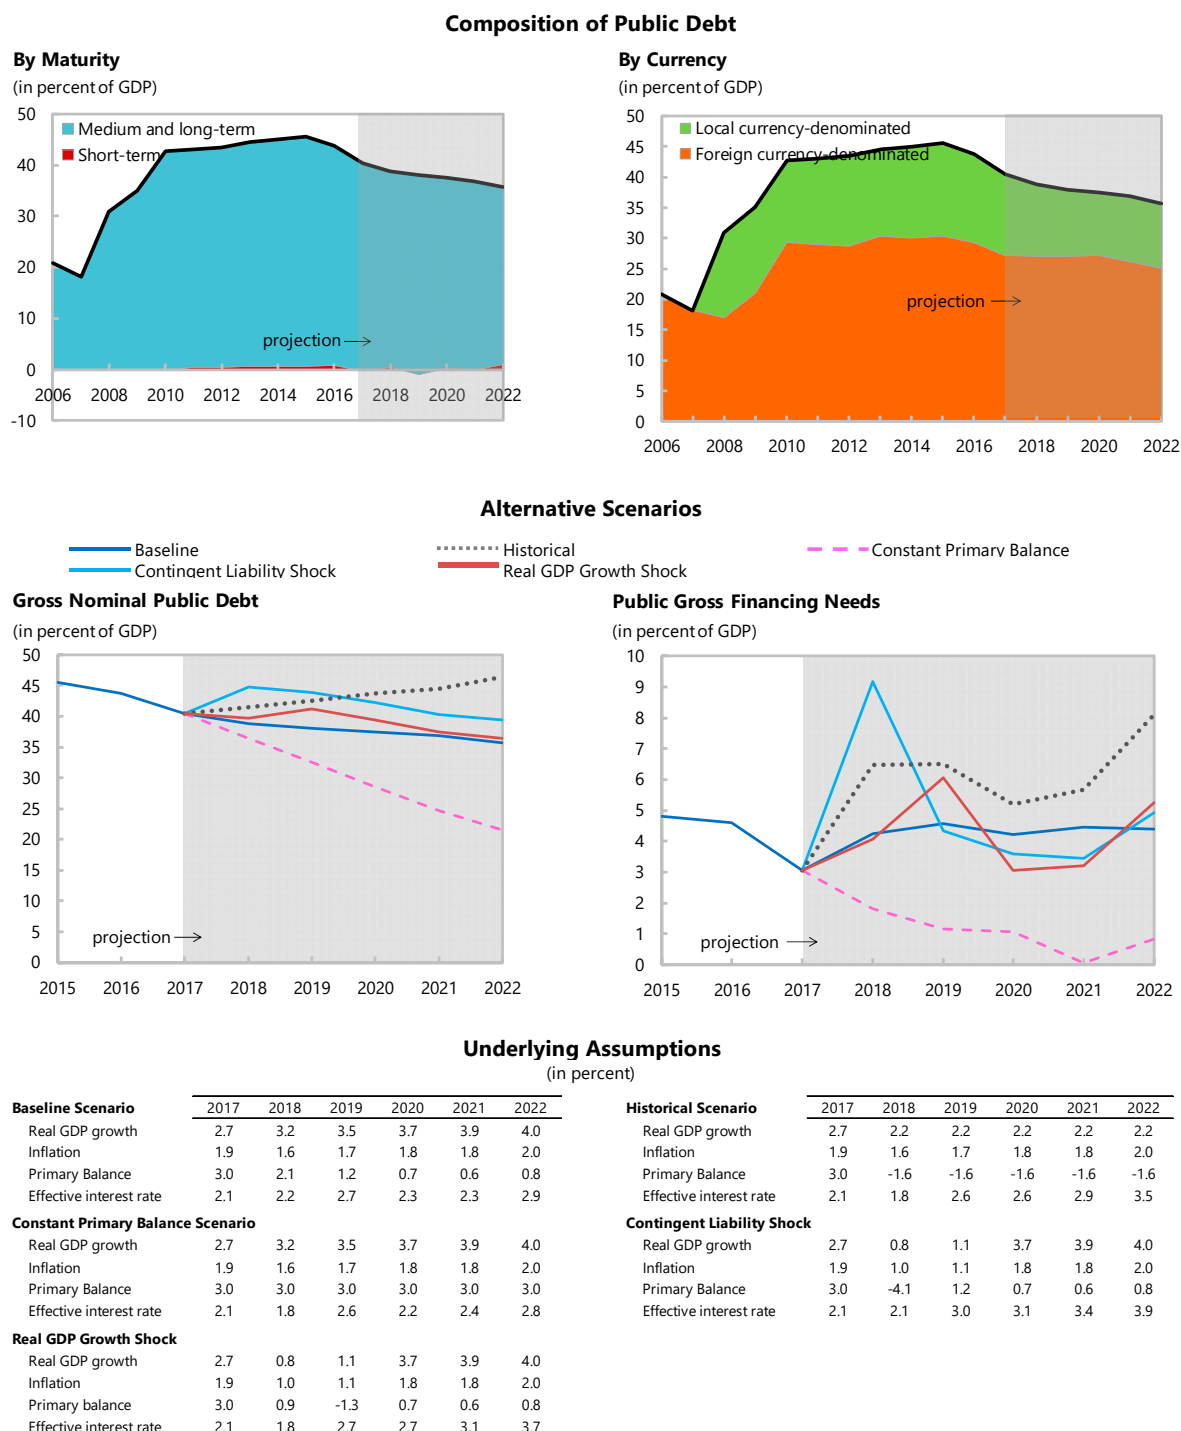 Composition of Public Debt
By Maturity
(in percent of GDP)
50
40
30
20
10
0
-10
Medium and long-term
Short-term
projection
2006 2008 2010 2012 2014 2016 2018 2020 2022
By Currency
(in percent of GDP)
50
45
40
35
30
25
20
15
10
5
0
Local currency-denominated
Foreign currency-denominated
projection
2006 2008 2010 2012 2014 2016 2018 2020 2022
Alternative Scenarios
Baseline Historical Constant Primary Balance
Contingent Liability Shock Real GDP Growth Shock
Gross Nominal Public Debt
(in percent of GDP)
50
45
40
35
30
25
20
15
10
5
0
projection
2015 2016 2017 2018 2019 2020 2021 2022
Public Gross Financing Needs
(in percent of GDP)
10
9
8
7
6
5
4
3
2
1
0
projection
2015 2016 2017 2018 2019 2020 2021 2022
Underlying Assumptions
(in percent)
Baseline Scenario 2017 2018 2019 2020 2021 2022
Real GDP growth 2.7 3.2 3.5 3.7 3.9 4.0
Inflation 1.9 1.6 1.7 1.8 1.8 2.0
Primary Balance 3.0 2.1 1.2 0.7 0.6 0.8
Effective interest rate 2.1 2.2 2.7 2.3 2.3 2.9
Constant Primary Balance Scenario
Real GDP growth 2.7 3.2 3.5 3.7 3.9 4.0
Inflation 1.9 1.6 1.7 1.8 1.8 2.0
Primary Balance 3.0 3.0 3.0 3.0 3.0 3.0
Effective interest rate 2.1 1.8 2.6 2.2 2.4 2.8
Real GDP Growth Shock
Real GDP growth 2.7 0.8 1.1 3.7 3.9 4.0
Inflation 1.9 1.0 1.1 1.8 1.8 2.0
Primary balance 3.0 0.9 -1.3 0.7 0.6 0.8
Effective interest rate 2.1 1.8 2.7 2.7 3.1 3.7
Historical Scenario 2017 2018 2019 2020 2021 2022
Real GDP growth 2.7 2.2 2.2 2.2 2.2 2.2
Inflation 1.9 1.6 1.7 1.8 1.8 2.0
Primary Balance 3.0 -1.6 -1.6 -1.6 -1.6 -1.6
Effective interest rate 2.1 1.8 2.6 2.6 2.9 3.5
Contingent Liability Shock
Real GDP growth 2.7 0.8 1.1 3.7 3.9 4.0
Inflation 1.9 1.0 1.1 1.8 1.8 2.0
Primary Balance 3.0 -4.1 1.2 0.7 0.6 0.8
Effective interest rate 2.1 2.1 3.0 3.1 3.4 3.9